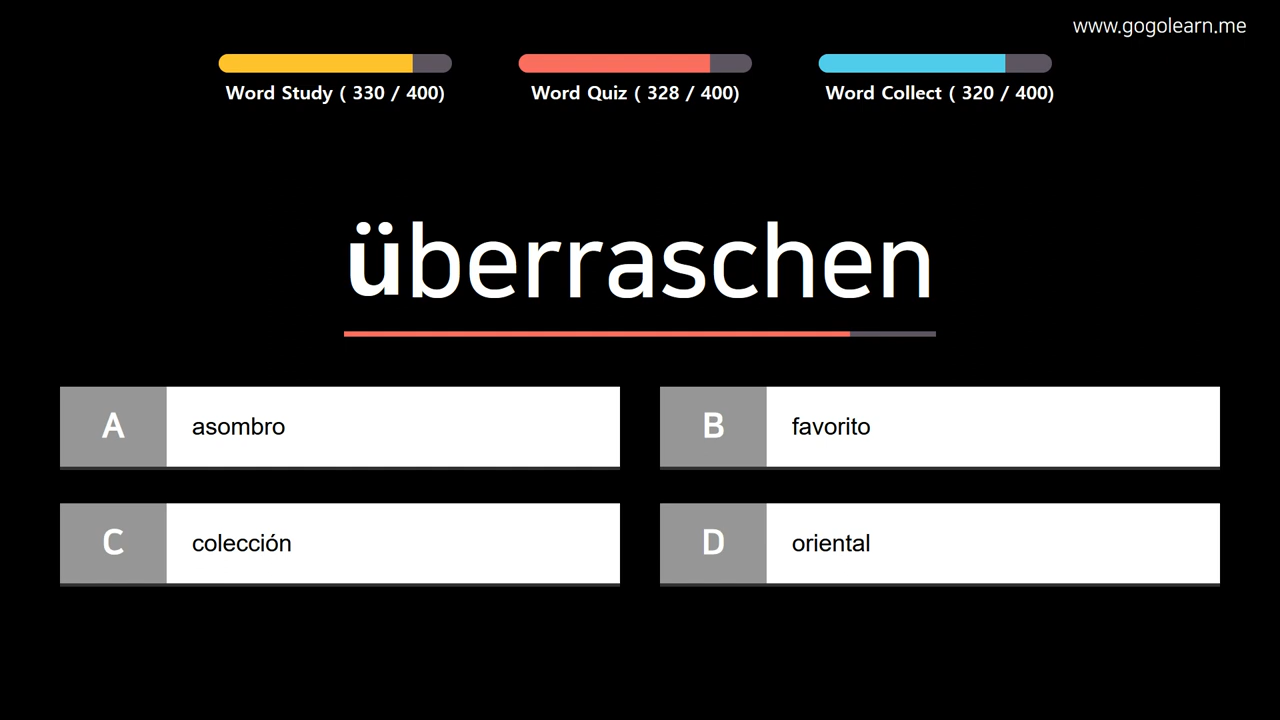 www.gogolearn.me
Word Study ( 330 / 400)
Word Quiz ( 328 / 400)
Word Collect ( 320 / 400)
überraschen
A asombro
B favorito
C colección
D oriental